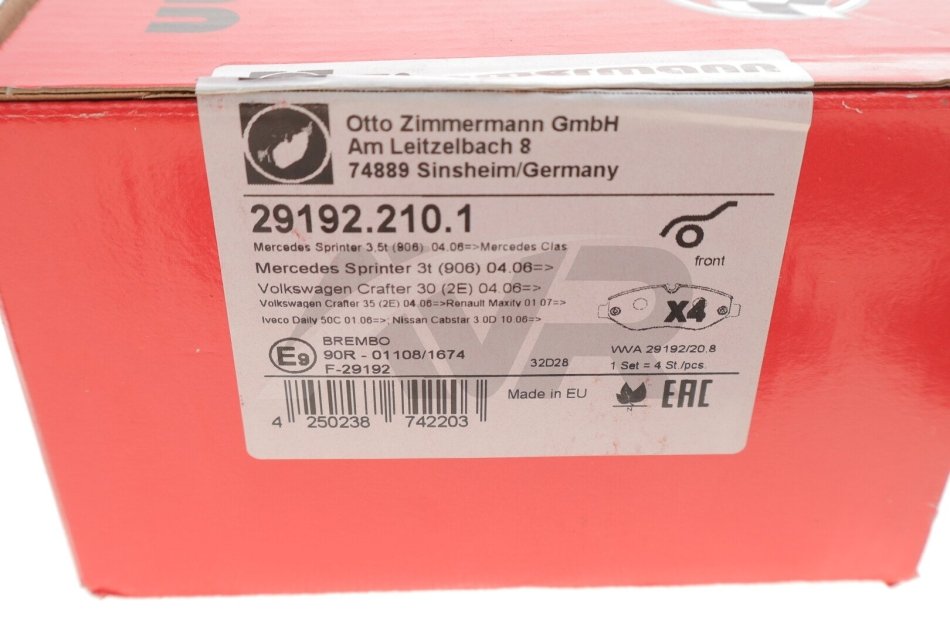 Otto Zimmermann GmbH
Am Leitzelbach 8
74889 Sinsheim/Germany
29192.210.1
Mercedes Sprinter 3,5t (906) 04.06=>Mercedes Clas
front
Mercedes Sprinter 3t (906) 04.06=>
Volkswagen Crafter 30 (2E) 04.06=>
Volkswagen Crafter 35 (2E) 04.06=>Renault Maxity 01.07=>
X4
Iveco Daily 50C 01.06=>; Nissan Cabstar 3.0D 10.06=>
BREMBO
E9
90R - 01108/1674
F-29192
32D28
WVA 29192/20.8
1 Set = 4 St./pcs.
Made in EU
EAC
4 250238 742203
AVR